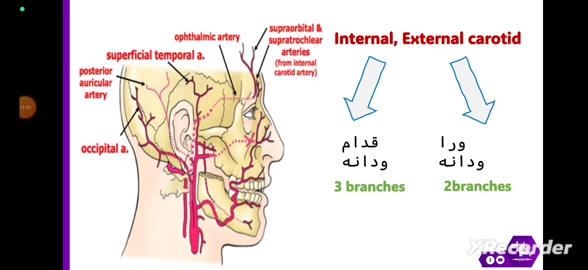 supraorbital &
supratrochlear
arteries
(from internal
carotid artery)
ophthalmic artery
superficial temporal a.
posterior
auricular
artery
occipital a.
Internal, External carotid
قدام
ودانه
3 branches
ورا
ودانه
2branches
XRecorder